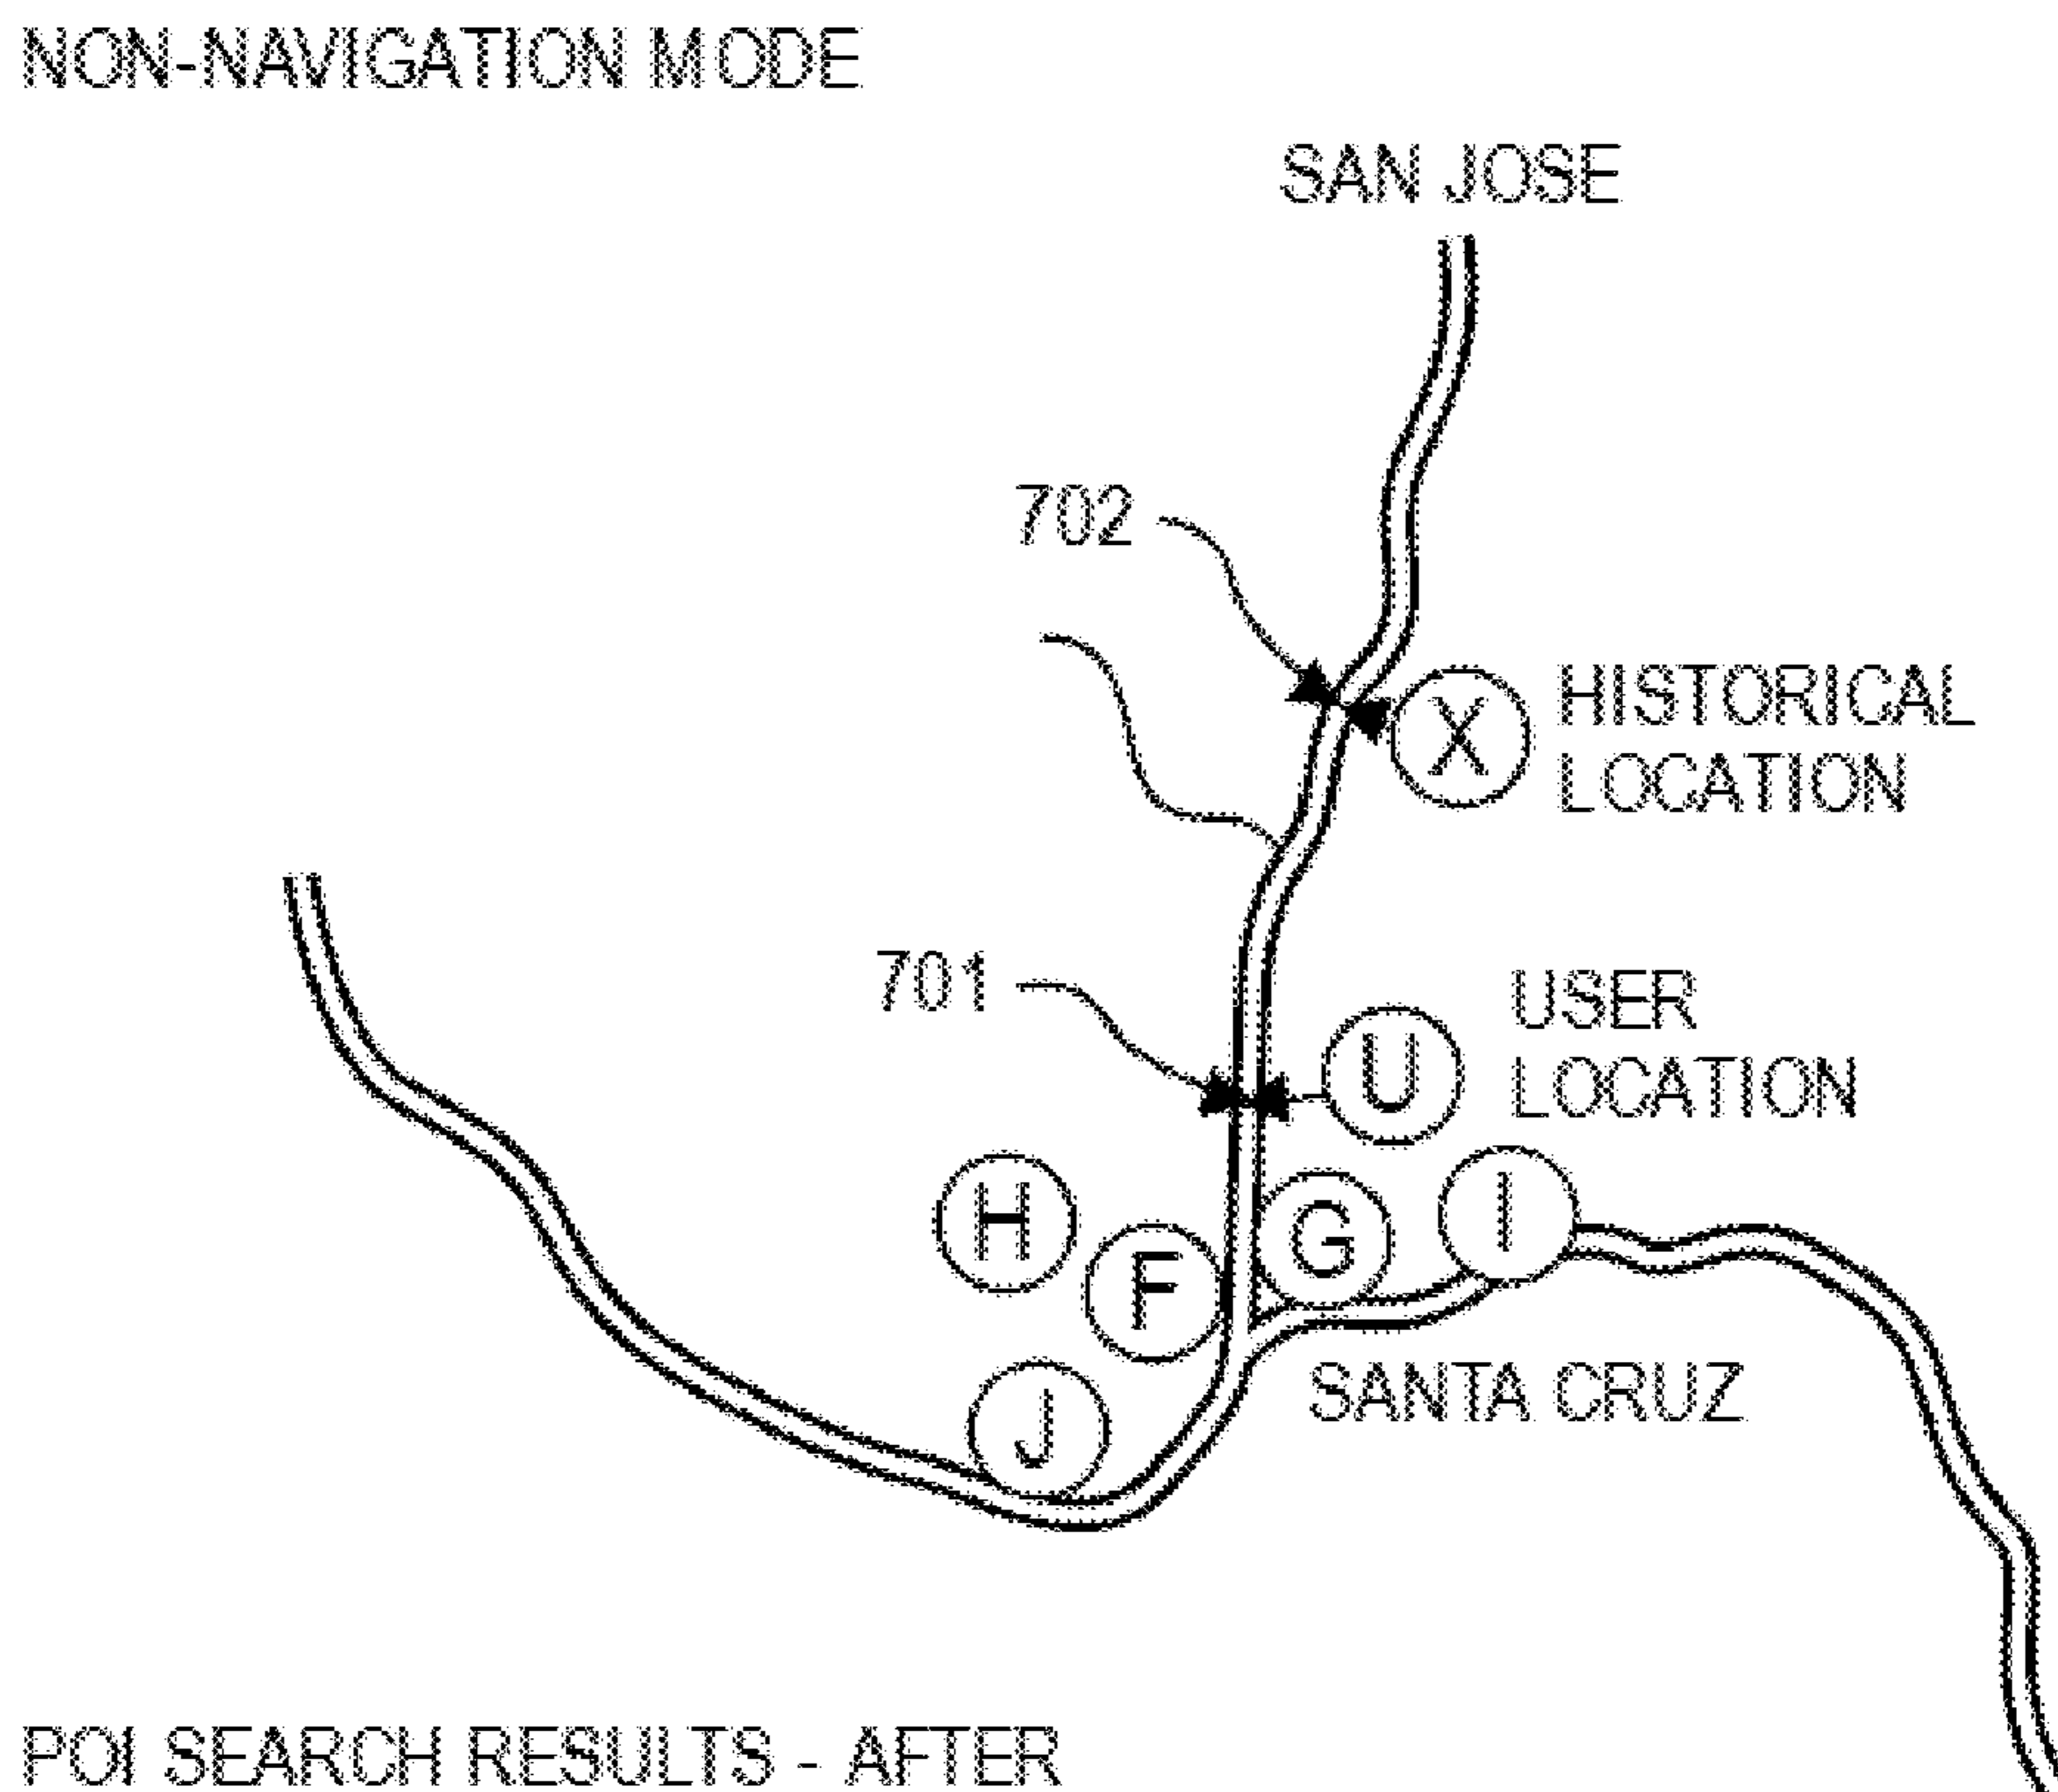 NON-NAVIGATION MODE
SAN JOSE
702
X
HISTORICAL
LOCATION
701
U
USER
LOCATION
H
F
G
I
J
SANTA CRUZ
POI SEARCH RESULTS - AFTER